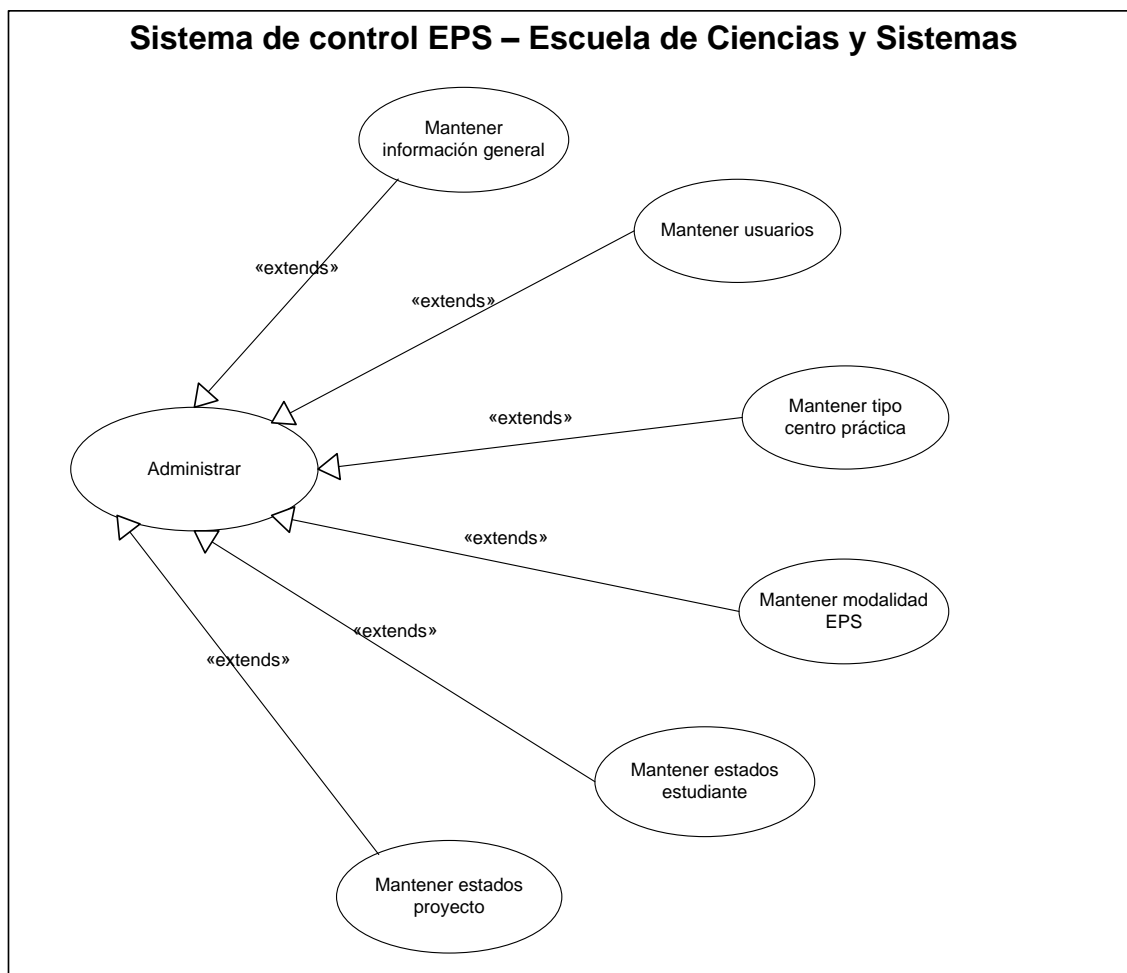 Sistema de control EPS – Escuela de Ciencias y Sistemas
Mantener
información general
Mantener usuarios
«extends»
«extends»
Mantener tipo
centro práctica
«extends»
Administrar
«extends»
Mantener modalidad
EPS
«extends»
«extends»
Mantener estados
estudiante
Mantener estados
proyecto